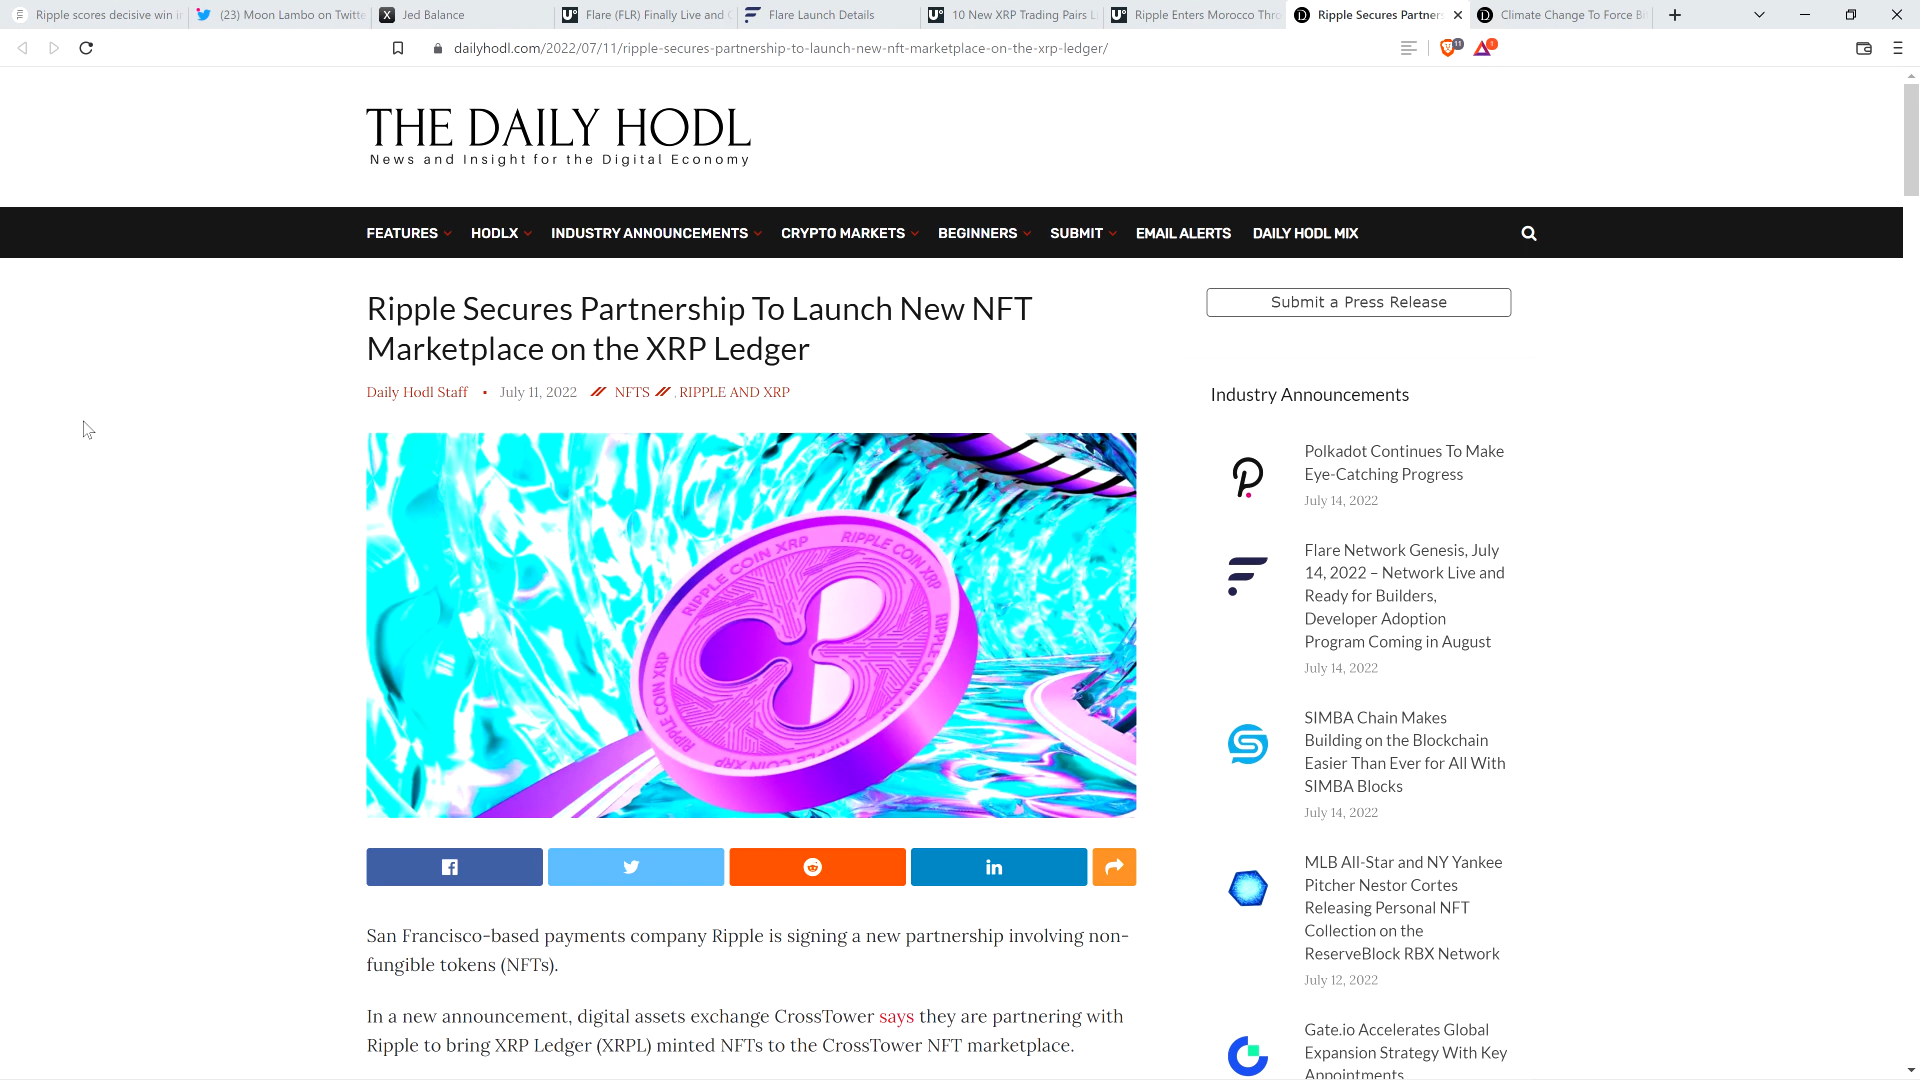 Ripple scores decisive win i
(23) Moon Lambo on Twitte
Jed Balance
Flare (FLR) Finally Live and
Flare Launch Details
10 New XRP Trading Pairs L
Ripple Enters Morocco Thro
Ripple Secures Partner
Climate Change To Force Bi
dailyhodl.com/2022/07/11/ripple-secures-partnership-to-launch-new-nft-marketplace-on-the-xrp-ledger/
11
1
THE DAILY HODL
News and Insight for the Digital Economy
FEATURES HODLX INDUSTRY ANNOUNCEMENTS CRYPTO MARKETS BEGINNERS SUBMIT EMAIL ALERTS DAILY HODL MIX
Ripple Secures Partnership To Launch New NFT
Marketplace on the XRP Ledger
Daily Hodl Staff • July 11, 2022 NFTS , RIPPLE AND XRP
RIPPLE COIN XRP RIPPLE COIN XRP
RIPPLE COIN XRP
RIPPLE COIN XRP
San Francisco-based payments company Ripple is signing a new partnership involving non-
fungible tokens (NFTs).
In a new announcement, digital assets exchange CrossTower says they are partnering with
Ripple to bring XRP Ledger (XRPL) minted NFTs to the CrossTower NFT marketplace.
Submit a Press Release
Industry Announcements
Polkadot Continues To Make
Eye-Catching Progress
July 14, 2022
Flare Network Genesis, July
14, 2022 – Network Live and
Ready for Builders,
Developer Adoption
Program Coming in August
July 14, 2022
SIMBA Chain Makes
Building on the Blockchain
Easier Than Ever for All With
SIMBA Blocks
July 14, 2022
MLB All-Star and NY Yankee
Pitcher Nestor Cortes
Releasing Personal NFT
Collection on the
ReserveBlock RBX Network
July 12, 2022
Gate.io Accelerates Global
Expansion Strategy With Key
Appointments